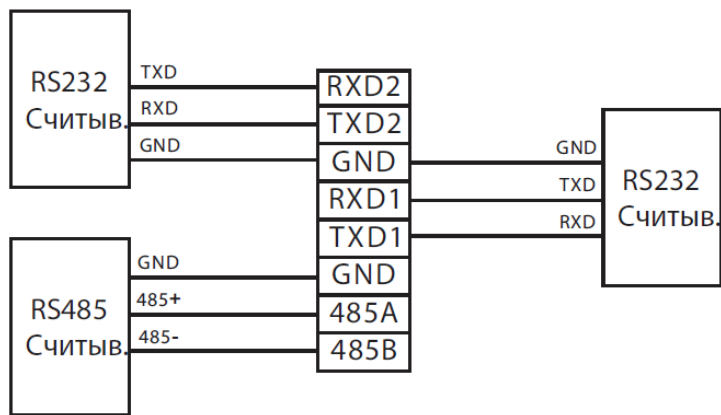 RS232
Считыв.
TXD
RXD
GND
RS485
Считыв.
GND
485+
485-
RXD2
TXD2
GND
RXD1
TXD1
GND
485A
485B
GND
TXD
RXD
RS232
Считыв.